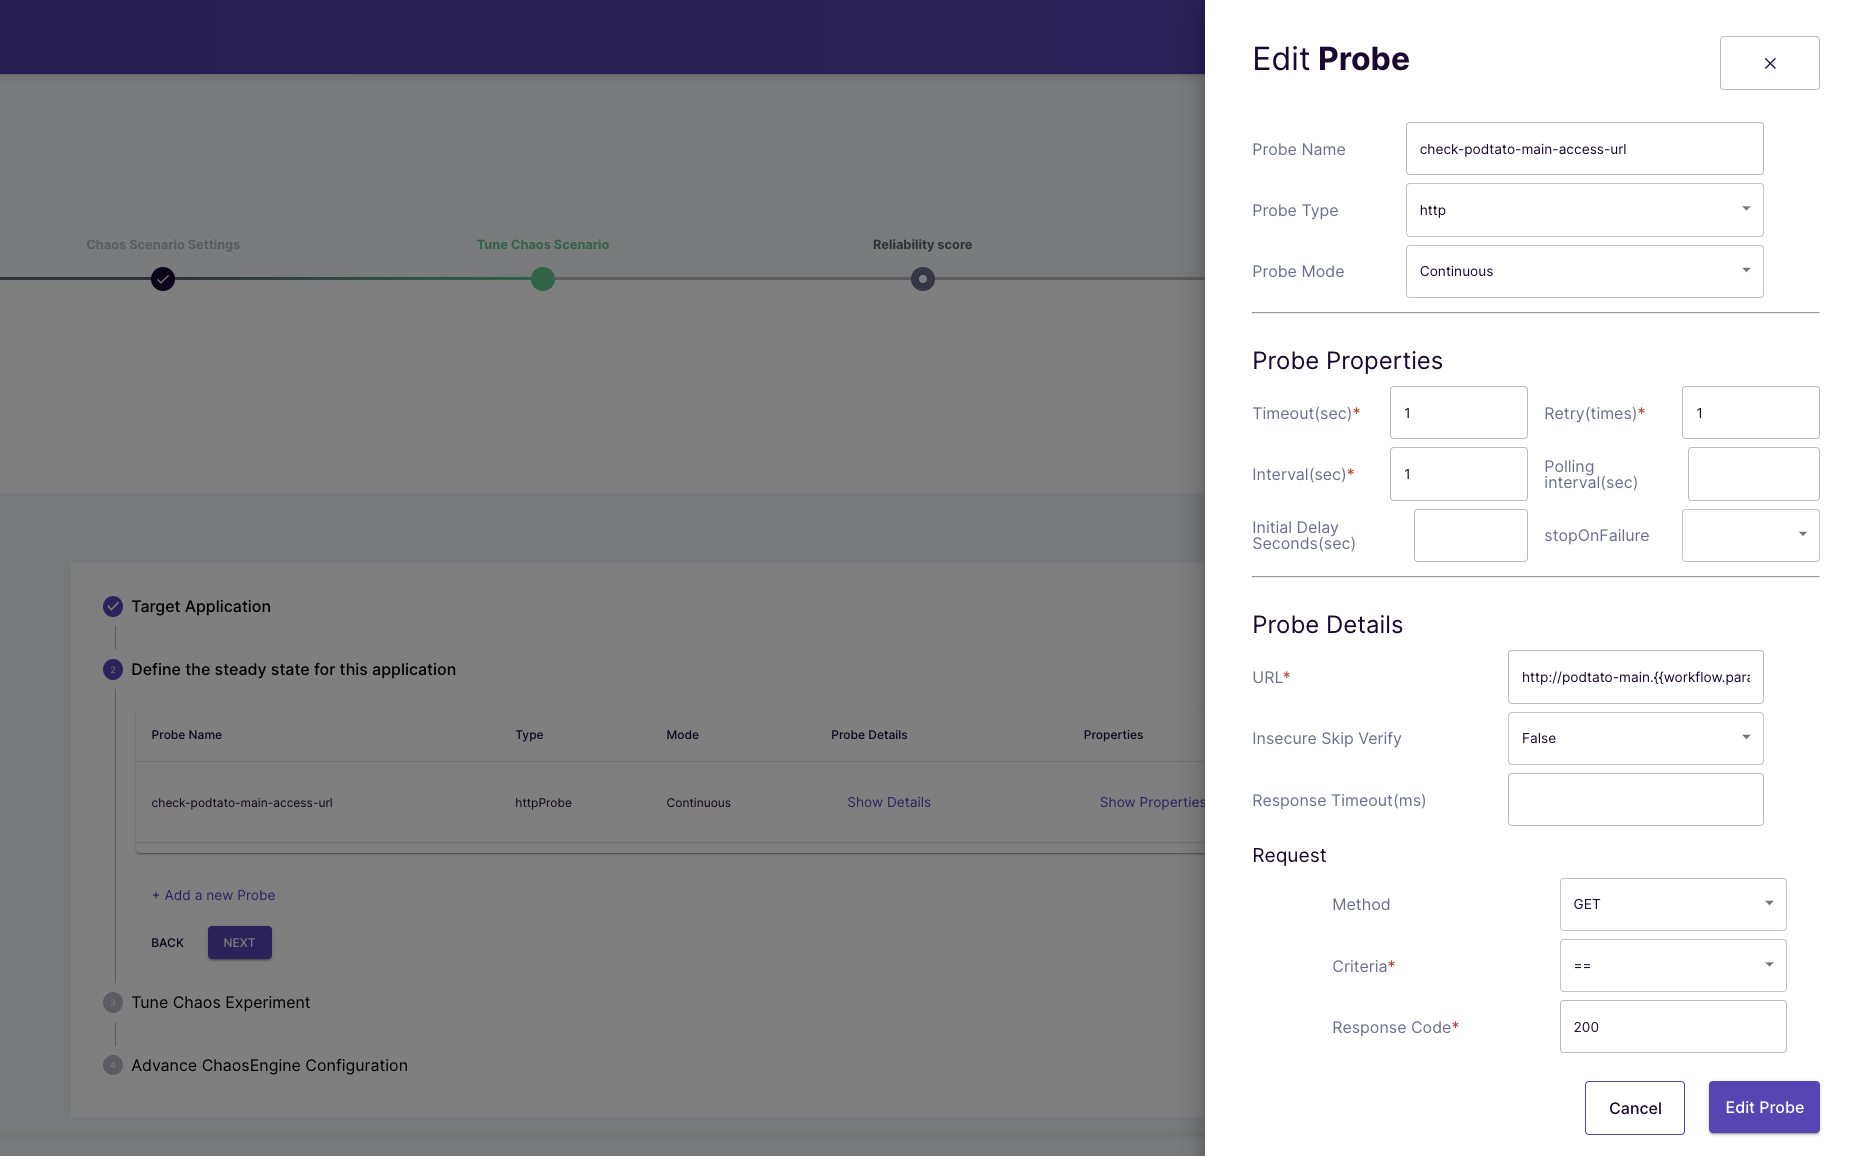 Chaos Scenario Settings
Tune Chaos Scenario
Reliability score
Target Application
2
Define the steady state for this application
Probe Name Type Mode Probe Details Properties
check-podtato-main-access-url httpProbe Continuous Show Details Show Properties
+ Add a new Probe
BACK NEXT
3
Tune Chaos Experiment
4
Advance ChaosEngine Configuration
Edit Probe
×
Probe Name check-podtato-main-access-url
Probe Type http
Probe Mode Continuous
Probe Properties
Timeout(sec)* 1 Retry(times)* 1
Interval(sec)* 1 Polling
interval(sec)
Initial Delay
Seconds(sec) stopOnFailure
Probe Details
URL* http://podtato-main.{{workflow.para
Insecure Skip Verify False
Response Timeout(ms)
Request
Method GET
Criteria* ==
Response Code* 200
Cancel Edit Probe